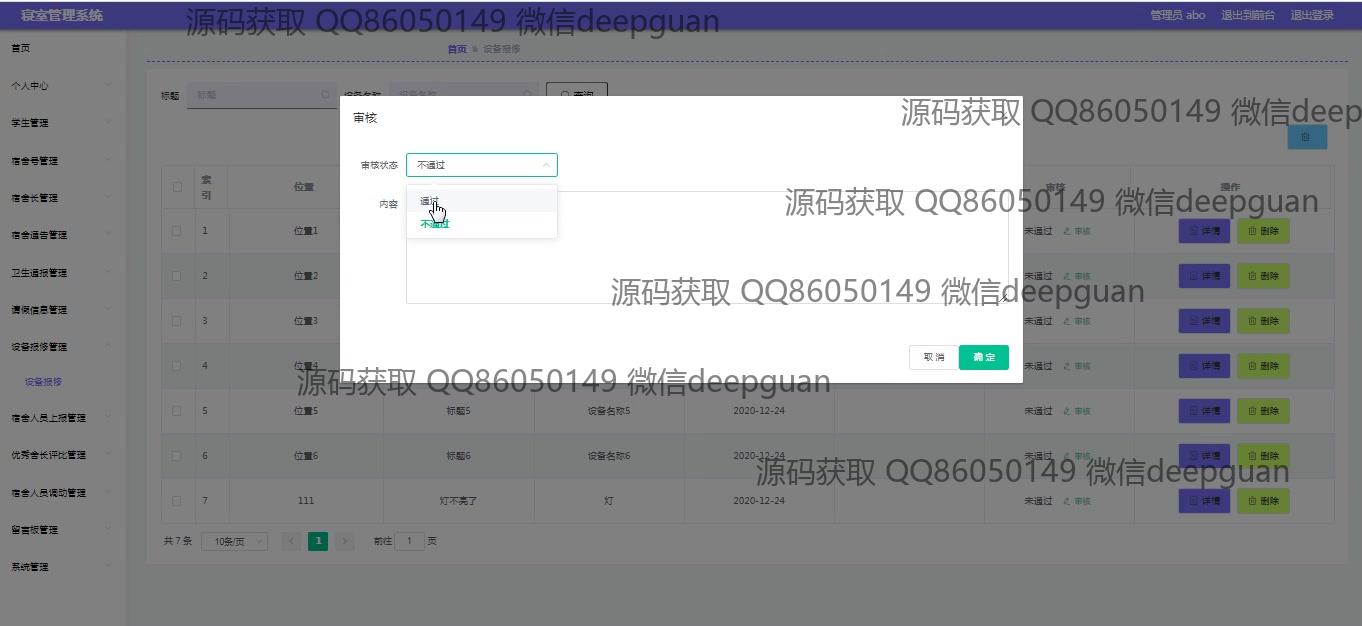 寝室管理系统
源码获取 QQ86050149 微信deepguan
管理员 abo 退出到前台 退出登录
首页
首页 设备报修
个人中心
标题 标题 设备名称 设备名称 查询
审核
源码获取 QQ86050149 微信deep
学生管理
宿舍号管理
审核状态 不通过
索引 位置 审核 操作
宿舍长管理
内容 通过
源码获取 QQ86050149 微信deepguan
不通过
1 位置1 未通过 审核 详情 删除
宿舍通告管理
卫生通报管理
2 位置2 未通过 审核 详情 删除
源码获取 QQ86050149 微信deepguan
请假信息管理
3 位置3 未通过 审核 详情 删除
设备报修管理
取消 确定
4 位置4 未通过 审核 详情 删除
设备报修
源码获取 QQ86050149 微信deepguan
5 位置5 标题5 设备名称5 2020-12-24 未通过 审核 详情 删除
宿舍人员上报管理
优秀舍长评比管理
6 位置6 标题6 设备名称6 2020-12-24 未通过 审核 详情 删除
源码获取 QQ86050149 微信deepguan
宿舍人员调动管理
7 111 灯不亮了 灯 2020-12-24 未通过 审核 详情 删除
留言板管理
共 7 条 10条/页 1 前往 1 页
系统管理